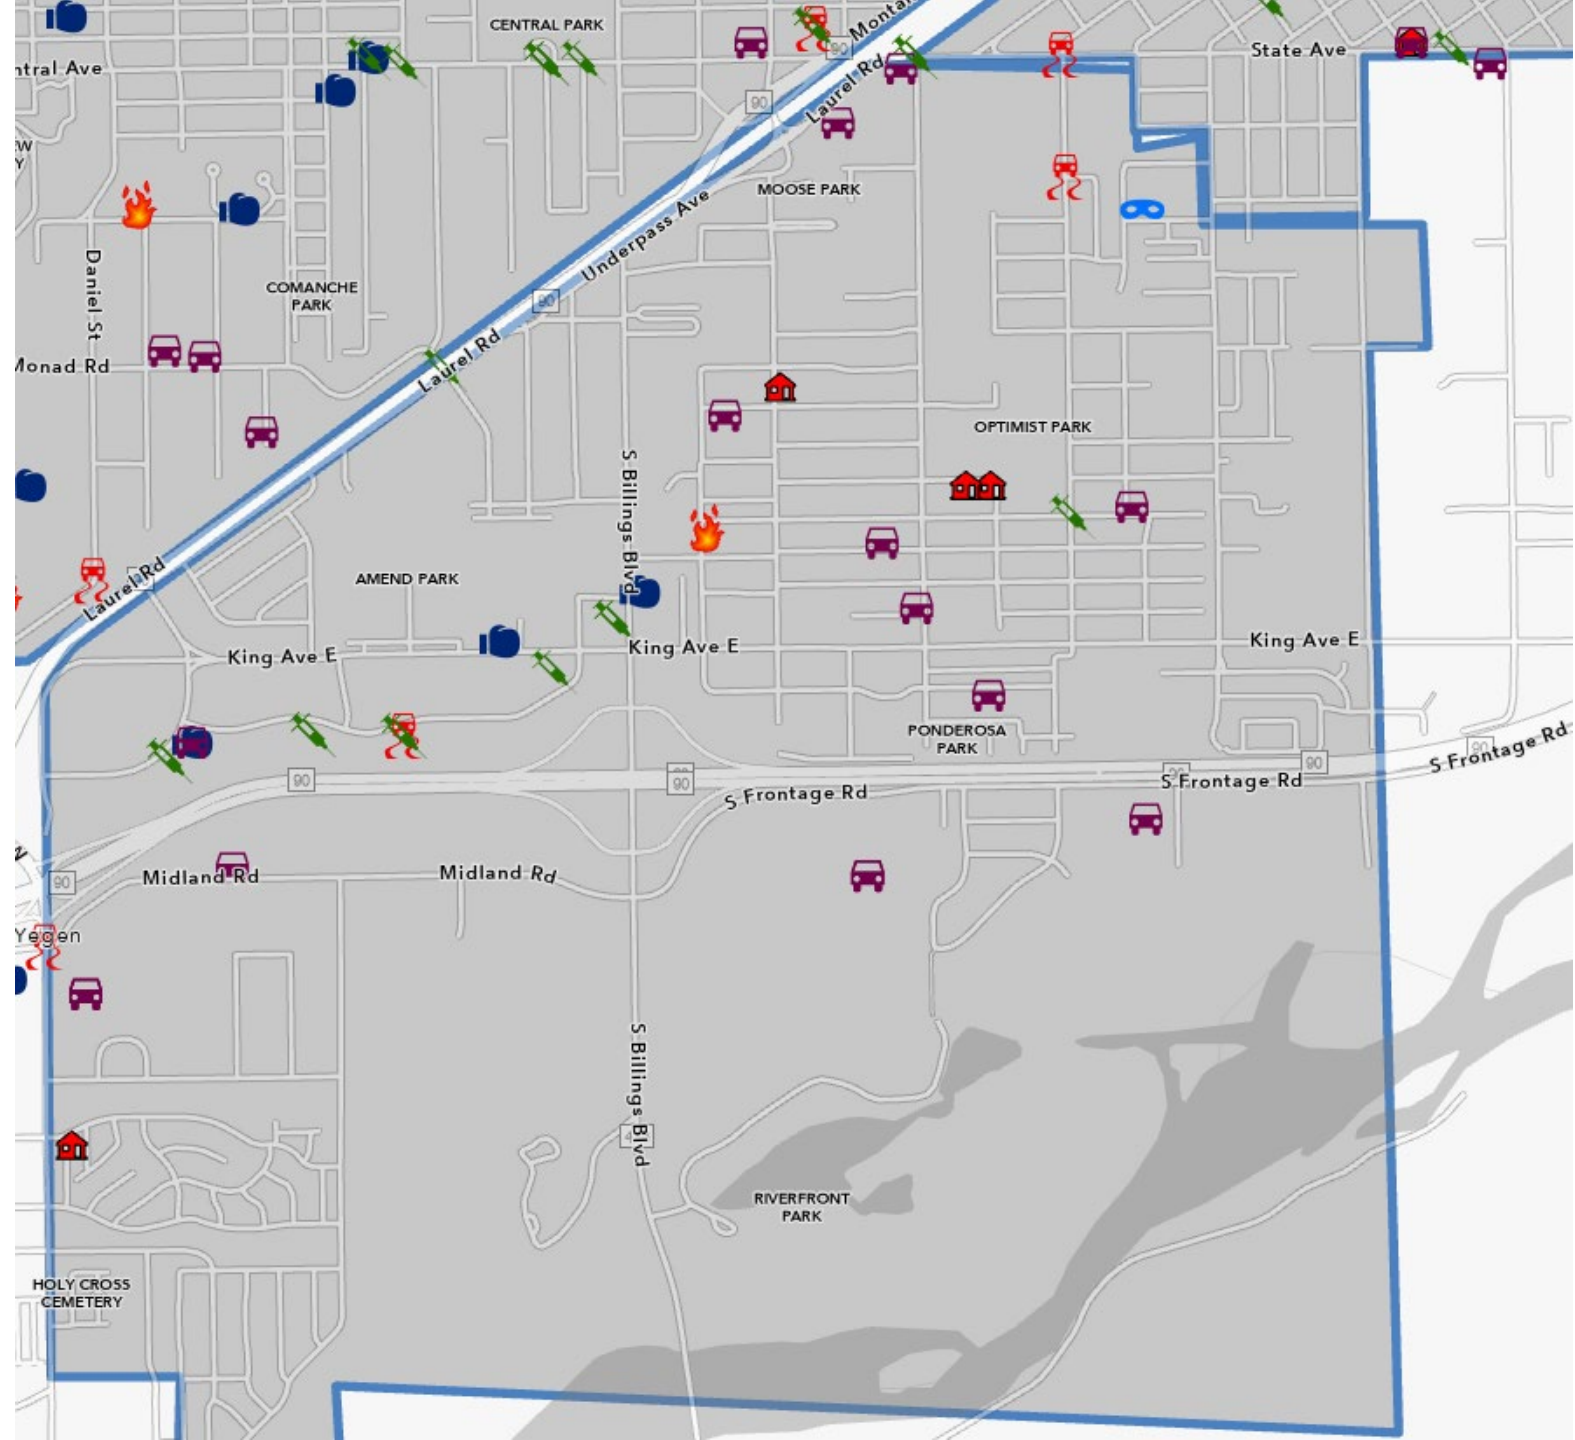 CENTRAL PARK
Montan
90
State Ave
ntral Ave
Laurel Rd
90
EW
Y
MOOSE PARK
Underpass Ave
Daniel St
COMANCHE
PARK
90
Laurel Rd
Monad Rd
OPTIMIST PARK
S Billings Blvd
Laurel Rd
AMEND PARK
King Ave E
King Ave E
King Ave E
PONDEROSA
PARK
S Frontage Rd
90
90
90
90
S Frontage Rd
S Frontage Rd
Midland Rd
Midland Rd
90
Yegen
S Billings Blvd
RIVERFRONT
PARK
HOLY CROSS
CEMETERY